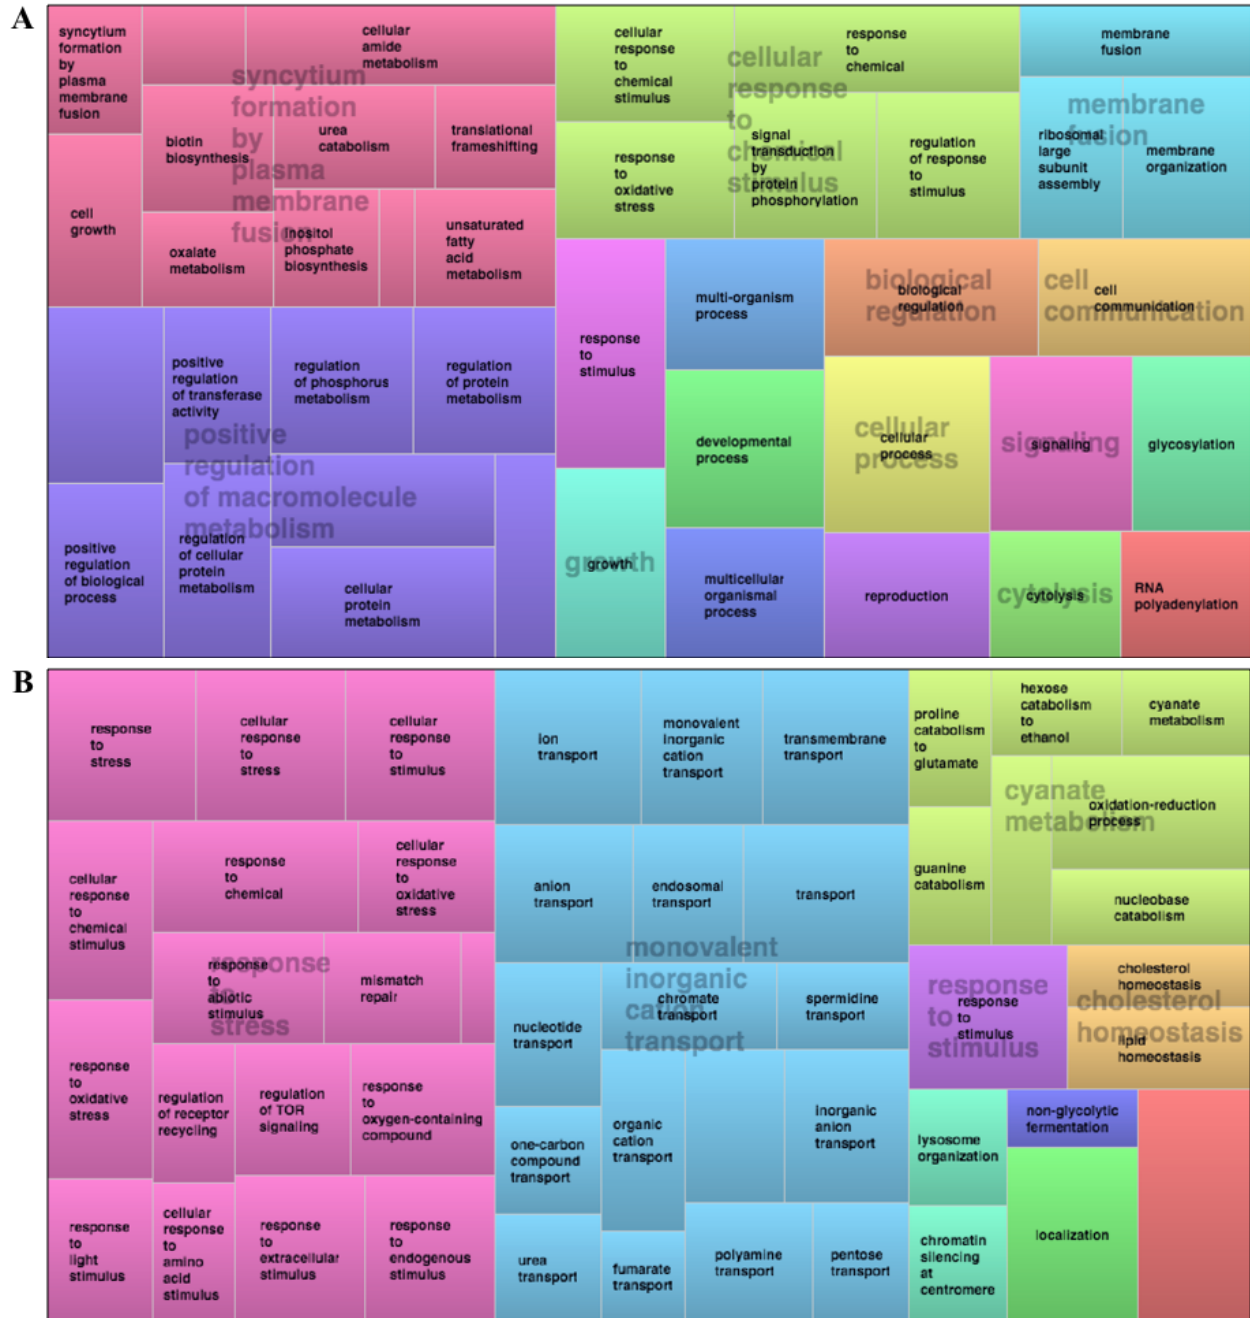 A
syncytium
formation
by
plasma
membrane
fusion
cellular
amide
metabolism
syncytium
formation
by
plasma
membrane
fusion
biotin
biosynthesis
urea
catabolism
translational
frameshifting
cell
growth
oxalate
metabolism
inositol
phosphate
biosynthesis
unsaturated
fatty
acid
metabolism
cellular
response
to
chemical
stimulus
response
to
chemical
cellular
response
to
chemical
stimulus
response
to
oxidative
stress
signal
transduction
by
protein
phosphorylation
regulation
of response
to
stimulus
membrane
fusion
membrane
fusion
ribosomal
large
subunit
assembly
membrane
organization
positive
regulation
of transferase
activity
regulation
of phosphorus
metabolism
regulation
of protein
metabolism
positive
regulation
of macromolecule
metabolism
positive
regulation
of biological
process
regulation
of cellular
protein
metabolism
cellular
protein
metabolism
response
to
stimulus
multi-organism
process
biological
regulation
biological
regulation
cell
communication
cell
communication
developmental
process
cellular
process
cellular
process
signaling
signaling
glycosylation
growth
growth
multicellular
organismal
process
reproduction
cytolysis
cytolysis
RNA
polyadenylation
B
response
to
stress
cellular
response
to
stress
cellular
response
to
stimulus
cellular
response
to
chemical
stimulus
response
to
chemical
cellular
response
to
oxidative
stress
response
to
abiotic
stimulus
response
to
stress
mismatch
repair
response
to
oxidative
stress
regulation
of receptor
recycling
regulation
of TOR
signaling
response
to
oxygen-containing
compound
response
to
light
stimulus
cellular
response
to
amino
acid
stimulus
response
to
extracellular
stimulus
response
to
endogenous
stimulus
ion
transport
monovalent
inorganic
cation
transport
transmembrane
transport
anion
transport
endosomal
transport
transport
monovalent
inorganic
cation
transport
nucleotide
transport
chromate
transport
spermidine
transport
one-carbon
compound
transport
organic
cation
transport
inorganic
anion
transport
urea
transport
fumarate
transport
polyamine
transport
pentose
transport
proline
catabolism
to
glutamate
hexose
catabolism
to
ethanol
cyanate
metabolism
cyanate
metabolism
oxidation-reduction
process
guanine
catabolism
nucleobase
catabolism
response
to
stimulus
response
to
stimulus
cholesterol
homeostasis
cholesterol
homeostasis
lipid
homeostasis
lysosome
organization
non-glycolytic
fermentation
chromatin
silencing
at
centromere
localization